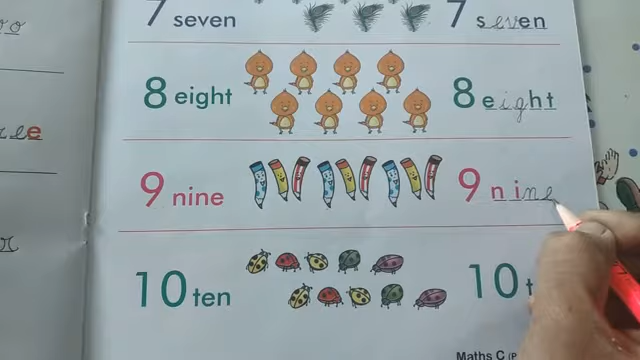 7 seven 7 seven
8 eight 8 eight
9 nine 9 nine
10 ten 10 t
Maths C (P